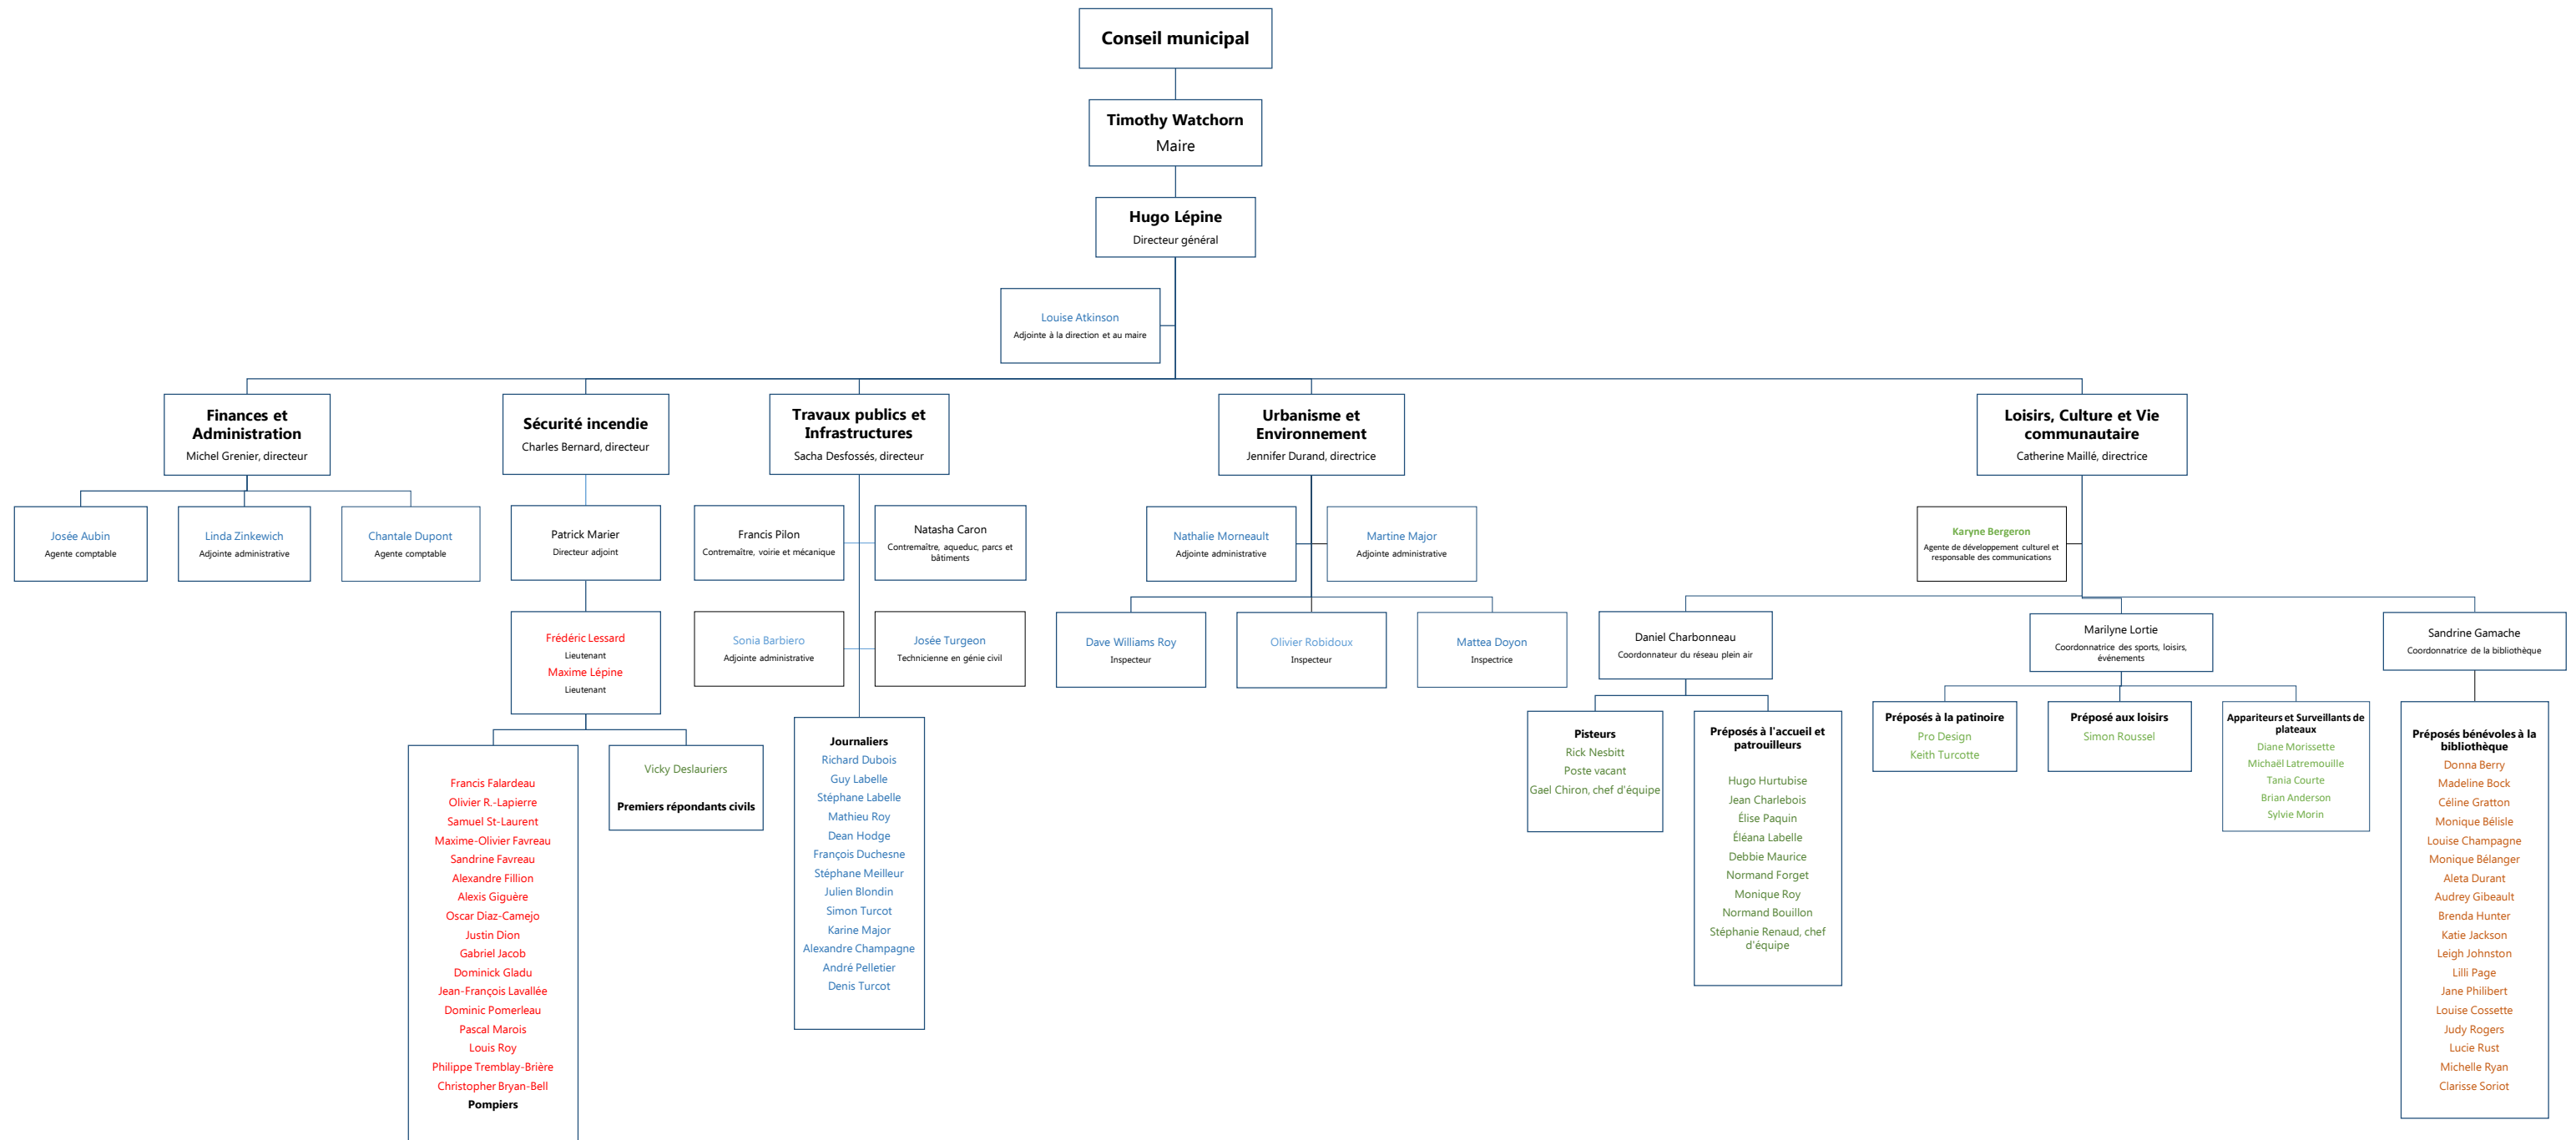 Conseil municipal
Timothy Watchorn
Maire
Hugo Lépine
Directeur général
Louise Atkinson
Adjointe à la direction et au maire
Finances et
Administration
Michel Grenier, directeur
Josée Aubin
Agente comptable
Linda Zinkewich
Adjointe administrative
Chantale Dupont
Agente comptable
Sécurité incendie
Charles Bernard, directeur
Patrick Marier
Directeur adjoint
Frédéric Lessard
Lieutenant
Maxime Lépine
Lieutenant
Francis Falardeau
Olivier R.-Lapierre
Samuel St-Laurent
Maxime-Olivier Favreau
Sandrine Favreau
Alexandre Fillion
Alexis Giguère
Oscar Diaz-Camejo
Justin Dion
Gabriel Jacob
Dominick Gladu
Jean-François Lavallée
Dominic Pomerleau
Pascal Marois
Louis Roy
Philippe Tremblay-Brière
Christopher Bryan-Bell
Pompiers
Vicky Deslauriers
Premiers répondants civils
Travaux publics et
Infrastructures
Sacha Desfossés, directeur
Francis Pilon
Contremaître, voirie et mécanique
Natasha Caron
Contremaître, aqueduc, parcs et
bâtiments
Sonia Barbiero
Adjointe administrative
Josée Turgeon
Technicienne en génie civil
Journaliers
Richard Dubois
Guy Labelle
Stéphane Labelle
Mathieu Roy
Dean Hodge
François Duchesne
Stéphane Meilleur
Julien Blondin
Simon Turcot
Karine Major
Alexandre Champagne
André Pelletier
Denis Turcot
Urbanisme et
Environnement
Jennifer Durand, directrice
Nathalie Morneault
Adjointe administrative
Martine Major
Adjointe administrative
Dave Williams Roy
Inspecteur
Olivier Robidoux
Inspecteur
Mattea Doyon
Inspectrice
Loisirs, Culture et Vie
communautaire
Catherine Maillé, directrice
Karyne Bergeron
Agente de développement culturel et
responsable des communications
Daniel Charbonneau
Coordonnateur du réseau plein air
Pisteurs
Rick Nesbitt
Poste vacant
Gael Chiron, chef d'équipe
Préposés à l'accueil et
patrouilleurs
Hugo Hurtubise
Jean Charlebois
Élise Paquin
Éléana Labelle
Debbie Maurice
Normand Forget
Monique Roy
Normand Bouillon
Stéphanie Renaud, chef
d'équipe
Marilyne Lortie
Coordonnatrice des sports, loisirs,
événements
Préposés à la patinoire
Pro Design
Keith Turcotte
Préposé aux loisirs
Simon Roussel
Appariteurs et Surveillants de
plateaux
Diane Morissette
Michaël Latremouille
Tania Courte
Brian Anderson
Sylvie Morin
Sandrine Gamache
Coordonnatrice de la bibliothèque
Préposés bénévoles à la
bibliothèque
Donna Berry
Madeline Bock
Céline Gratton
Monique Bélisle
Louise Champagne
Monique Bélanger
Aleta Durant
Audrey Gibeault
Brenda Hunter
Katie Jackson
Leigh Johnston
Lilli Page
Jane Philibert
Louise Cossette
Judy Rogers
Lucie Rust
Michelle Ryan
Clarisse Soriot